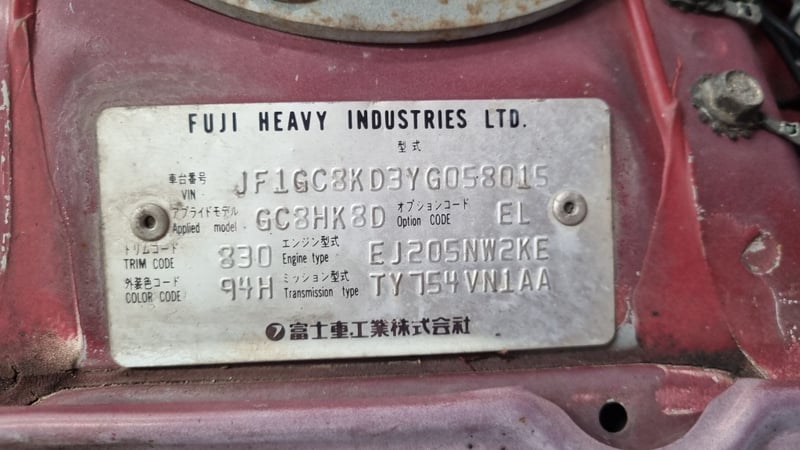 FUJI HEAVY INDUSTRIES LTD.
型式
車台番号 VIN JF1GC8KD3YG058015
アプライドモデル Applied model GC8HK8D オプションコード Option CODE EL
トリムコード TRIM CODE 830 エンジン型式 Engine type EJ205NW2KE
外装色コード COLOR CODE 94H ミッション型式 Transmission type TY754VN1AA
富士重工業株式会社